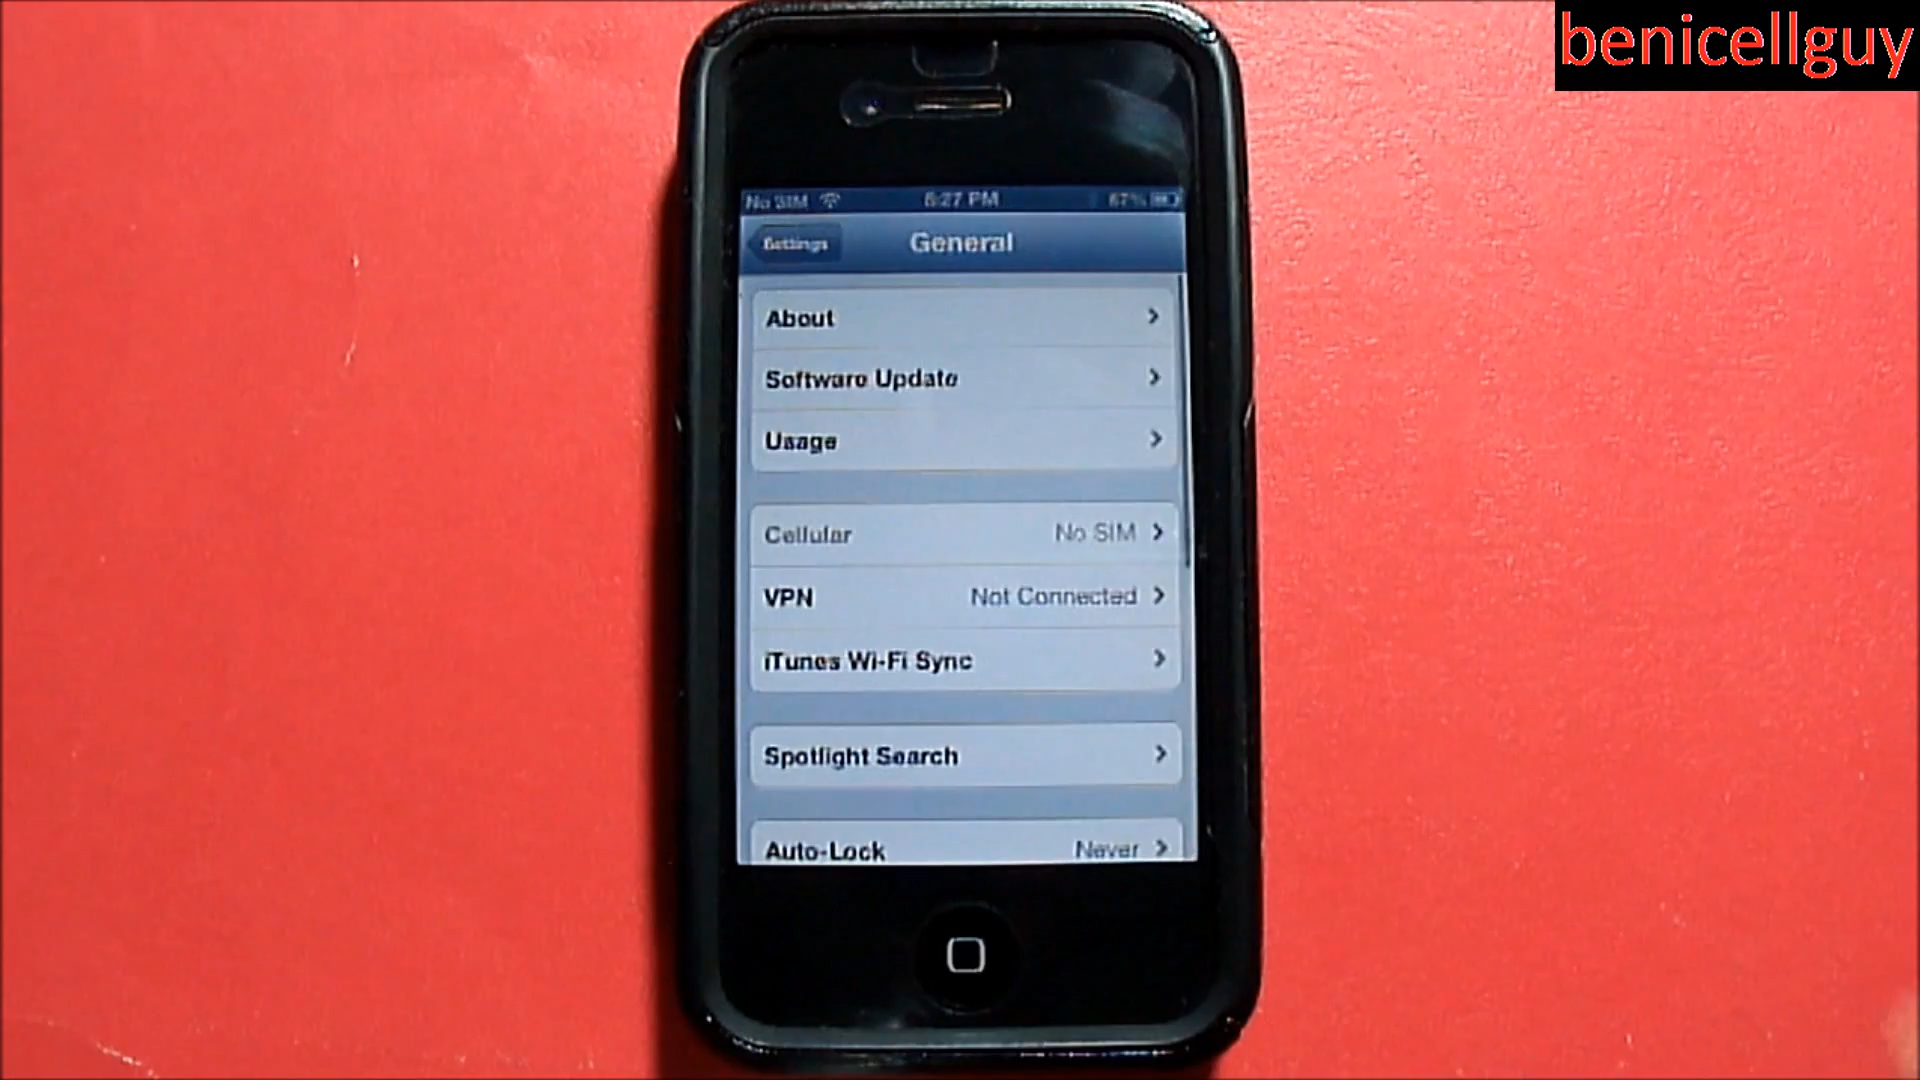 benicellguy
No SIM 6:27 PM 67%
Settings General
About
Software Update
Usage
Cellular No SIM
VPN Not Connected
iTunes Wi-Fi Sync
Spotlight Search
Auto-Lock Never